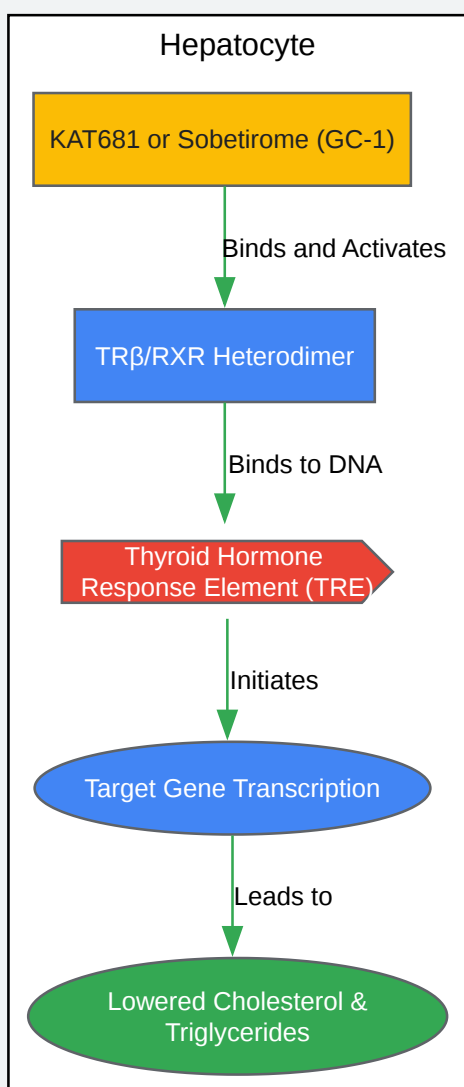 Hepatocyte
KAT681 or Sobetirome (GC-1)
Binds and Activates
TRβ/RXR Heterodimer
Binds to DNA
Thyroid Hormone
Response Element (TRE)
Initiates
Target Gene Transcription
Leads to
Lowered Cholesterol &
Triglycerides